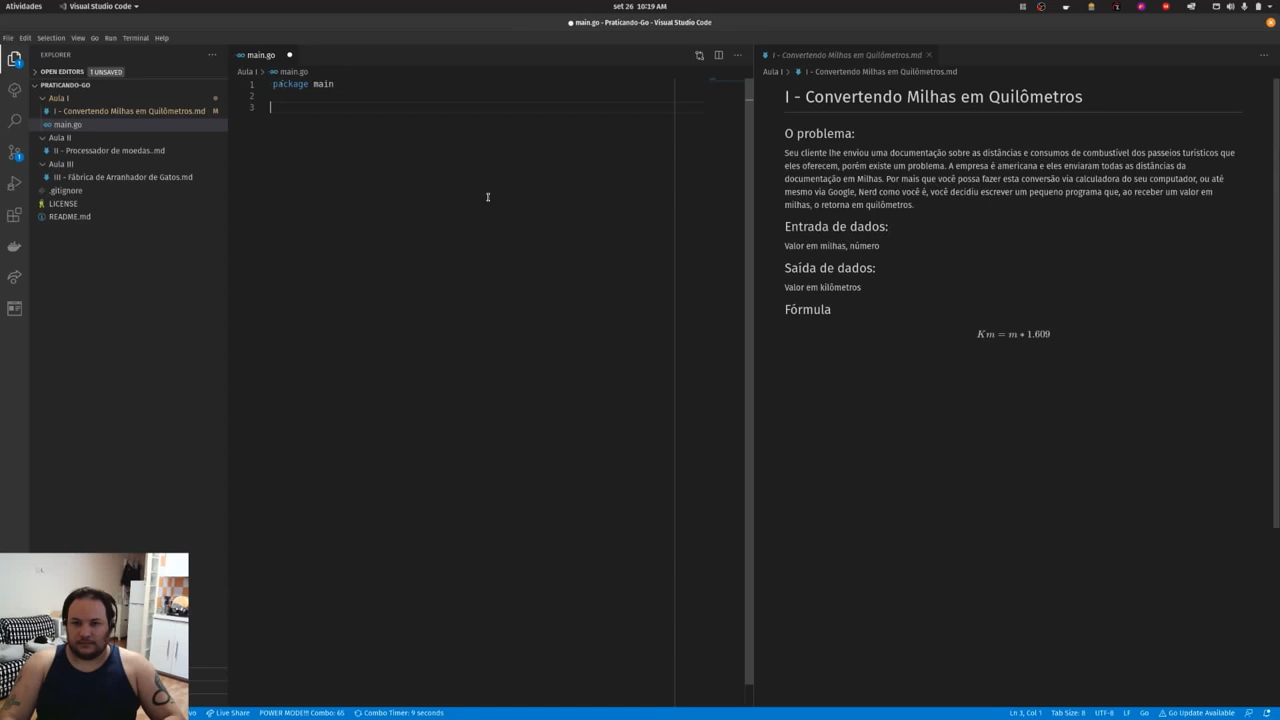 Atividades
Visual Studio Code
set 26 10:19 AM
main.go - Praticando-Go - Visual Studio Code
File Edit Selection View Go Run Terminal Help
EXPLORER
OPEN EDITORS 1 UNSAVED
PRATICANDO-GO
Aula I
I - Convertendo Milhas em Quilômetros.md M
main.go
Aula II
II - Processador de moedas..md
Aula III
III - Fábrica de Arranhador de Gatos.md
.gitignore
LICENSE
README.md
main.go
Aula I > main.go
1 package main
2
3
I - Convertendo Milhas em Quilômetros.md
Aula I > I - Convertendo Milhas em Quilômetros.md
I - Convertendo Milhas em Quilômetros
O problema:
Seu cliente lhe enviou uma documentação sobre as distâncias e consumos de combustível dos passeios turísticos que
eles oferecem, porém existe um problema. A empresa é americana e eles enviaram todas as distâncias da
documentação em Milhas. Por mais que você possa fazer esta conversão via calculadora do seu computador, ou até
mesmo via Google, Nerd como você é, você decidiu escrever um pequeno programa que, ao receber um valor em
milhas, o retorna em quilômetros.
Entrada de dados:
Valor em milhas, número
Saída de dados:
Valor em kilômetros
Fórmula
Km = m * 1.609
Live Share POWER MODE!!! Combo: 65 Combo Timer: 9 seconds
Ln 3, Col 1 Tab Size: 8 UTF-8 LF Go Go Update Available